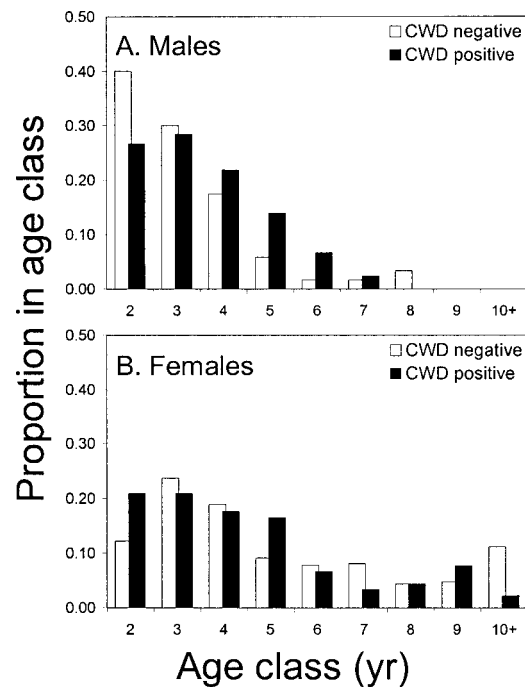 Proportion in age class
0.50
A. Males
CWD negative
CWD positive
0.40
0.30
0.20
0.10
0.00
2 3 4 5 6 7 8 9 10+
0.50
B. Females
CWD negative
CWD positive
0.40
0.30
0.20
0.10
0.00
2 3 4 5 6 7 8 9 10+
Age class (yr)